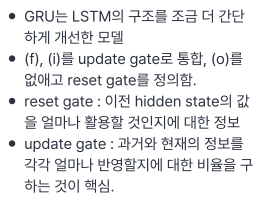 • GRU는 LSTM의 구조를 조금 더 간단
하게 개선한 모델
• (f), (i)를 update gate로 통합, (o)를
없애고 reset gate를 정의함.
• reset gate : 이전 hidden state의 값
을 얼마나 활용할 것인지에 대한 정보
• update gate : 과거와 현재의 정보를
각각 얼마나 반영할지에 대한 비율을 구
하는 것이 핵심.